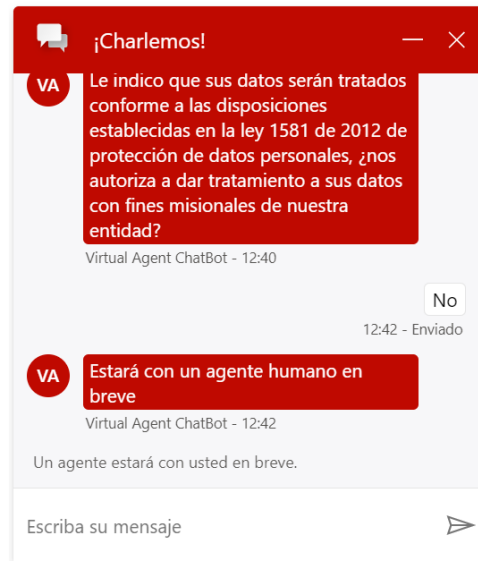 ¡Charlemos!
VA
Le indico que sus datos serán tratados
conforme a las disposiciones
establecidas en la ley 1581 de 2012 de
protección de datos personales, ¿nos
autoriza a dar tratamiento a sus datos
con fines misionales de nuestra
entidad?
Virtual Agent ChatBot - 12:40
No
12:42 - Enviado
VA
Estará con un agente humano en
breve
Virtual Agent ChatBot - 12:42
Un agente estará con usted en breve.
Escriba su mensaje